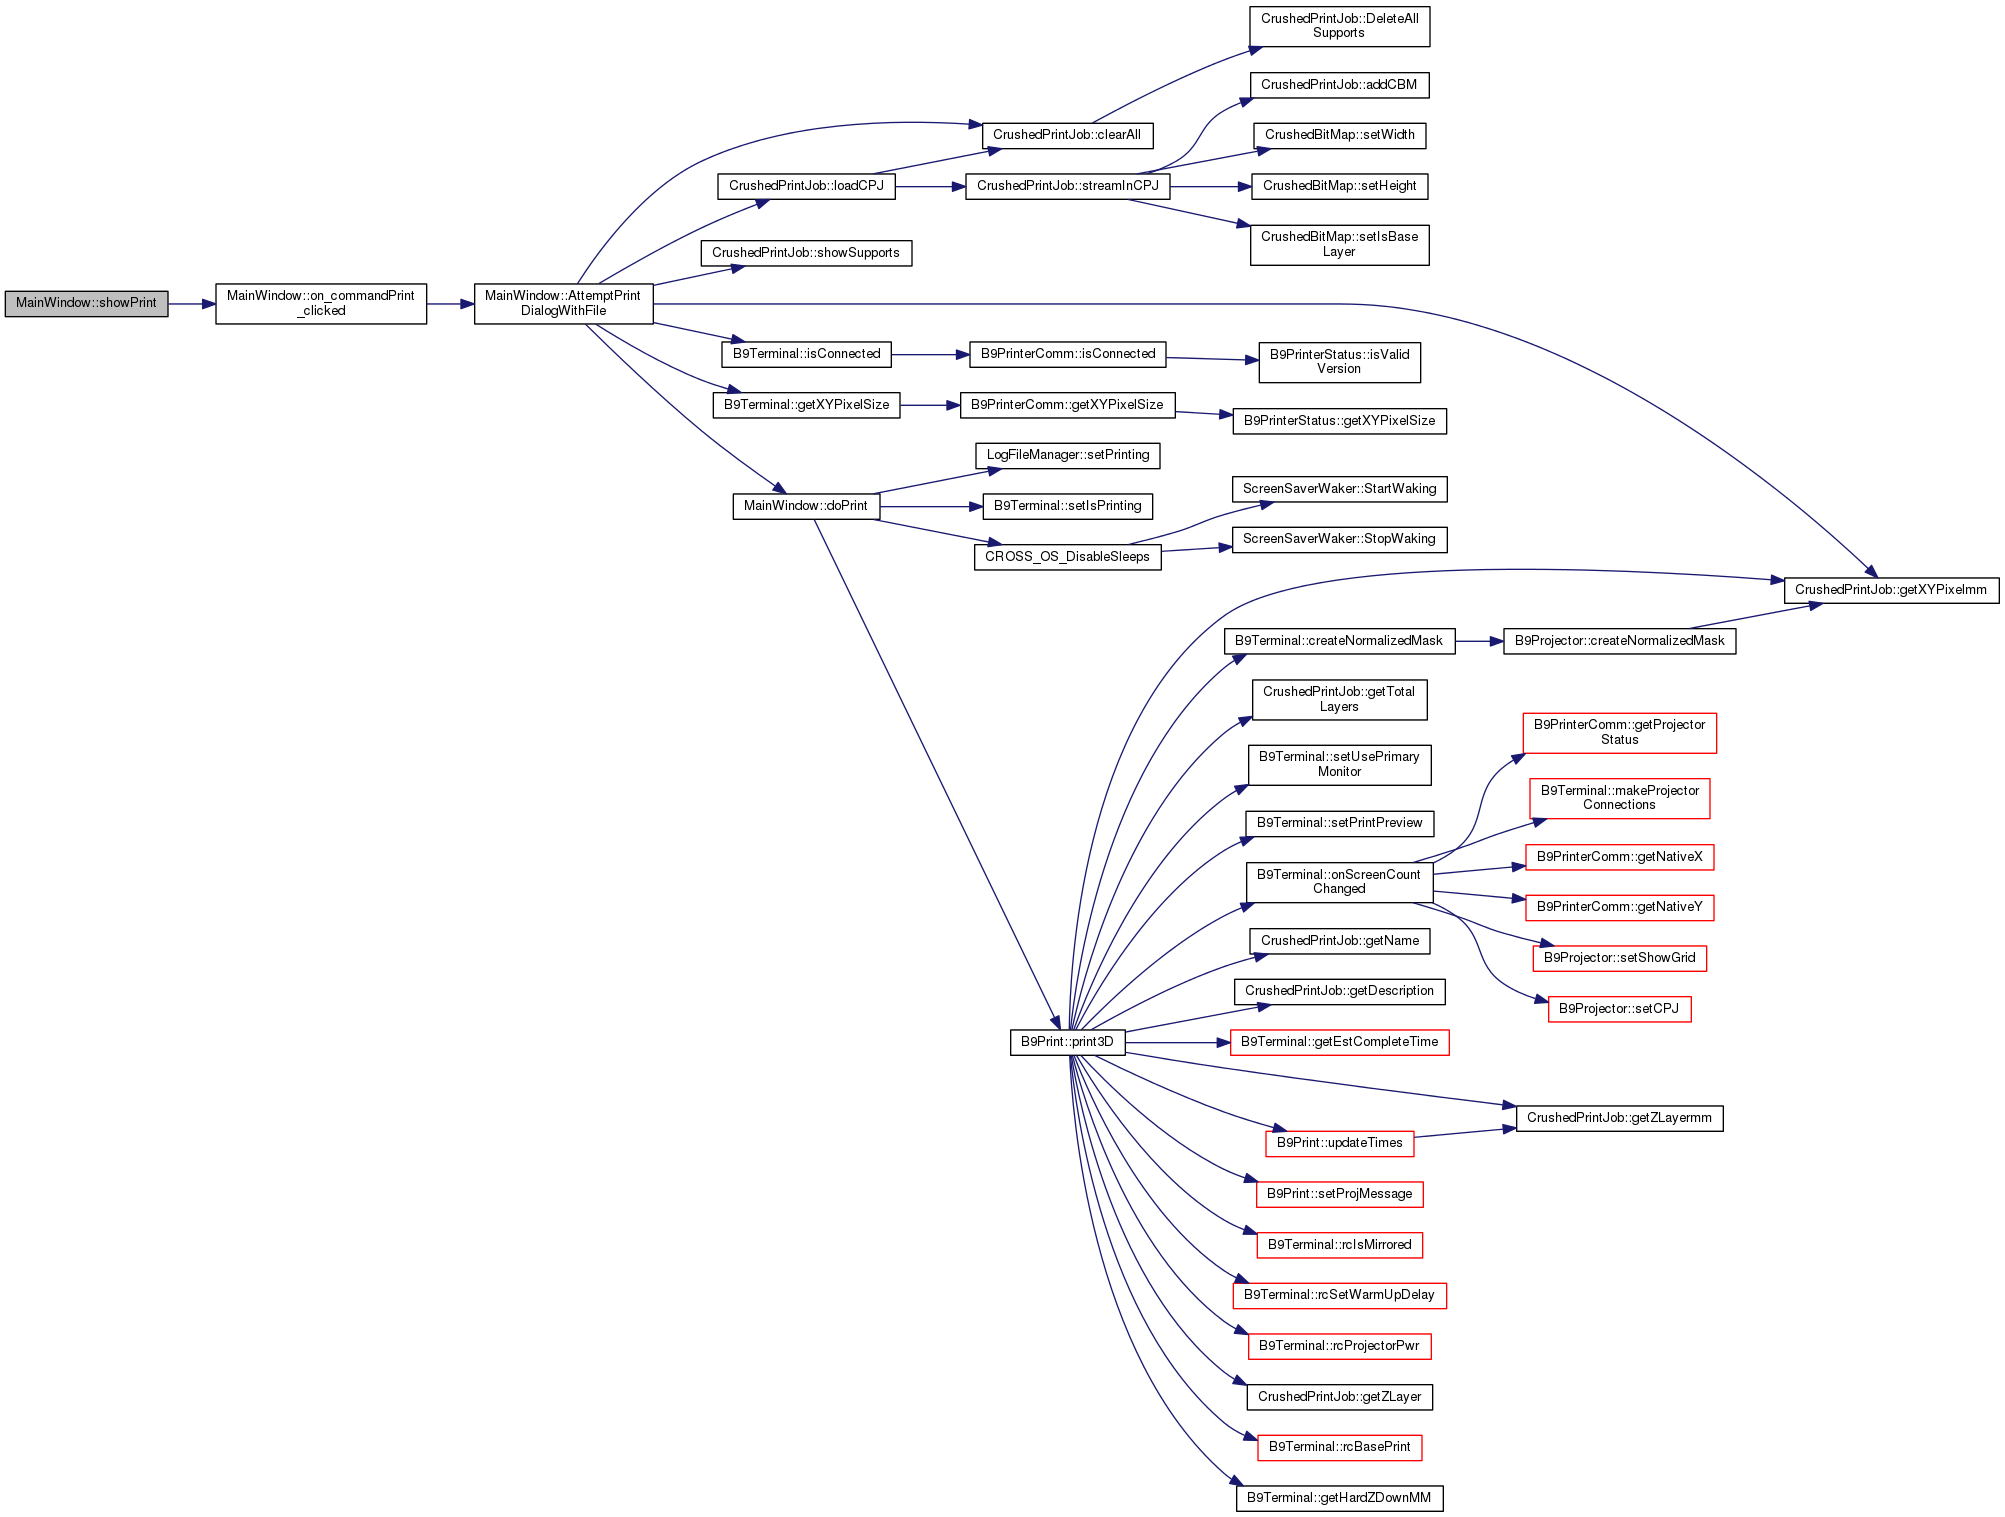 CrushedPrintJob::DeleteAll
Supports
CrushedPrintJob::addCBM
CrushedPrintJob::clearAll
CrushedBitMap::setWidth
CrushedPrintJob::loadCPJ
CrushedPrintJob::streamInCPJ
CrushedBitMap::setHeight
CrushedPrintJob::showSupports
CrushedBitMap::setIsBase
Layer
MainWindow::showPrint
MainWindow::on_commandPrint
_clicked
MainWindow::AttemptPrint
DialogWithFile
B9Terminal::isConnected
B9PrinterComm::isConnected
B9PrinterStatus::isValid
Version
B9Terminal::getXYPixelSize
B9PrinterComm::getXYPixelSize
B9PrinterStatus::getXYPixelSize
LogFileManager::setPrinting
ScreenSaverWaker::StartWaking
MainWindow::doPrint
B9Terminal::setIsPrinting
ScreenSaverWaker::StopWaking
CROSS_OS_DisableSleeps
CrushedPrintJob::getXYPixelmm
B9Terminal::createNormalizedMask
B9Projector::createNormalizedMask
CrushedPrintJob::getTotal
Layers
B9PrinterComm::getProjector
Status
B9Terminal::setUsePrimary
Monitor
B9Terminal::makeProjector
Connections
B9Terminal::setPrintPreview
B9PrinterComm::getNativeX
B9Terminal::onScreenCount
Changed
B9PrinterComm::getNativeY
CrushedPrintJob::getName
B9Projector::setShowGrid
CrushedPrintJob::getDescription
B9Projector::setCPJ
B9Print::print3D
B9Terminal::getEstCompleteTime
CrushedPrintJob::getZLayermm
B9Print::updateTimes
B9Print::setProjMessage
B9Terminal::rcIsMirrored
B9Terminal::rcSetWarmUpDelay
B9Terminal::rcProjectorPwr
CrushedPrintJob::getZLayer
B9Terminal::rcBasePrint
B9Terminal::getHardZDownMM